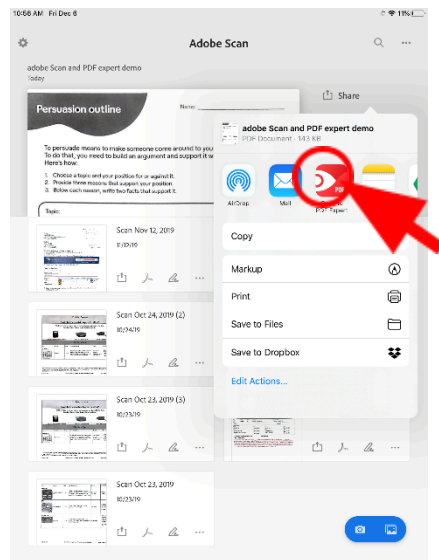 10:56 AM Fri Dec 6
11%
Adobe Scan
adobe Scan and PDF expert demo
Today
Share
Persuasion outline
Name:
To persuade means to make someone come around to you
To do that, you need to build an argument and support it w
Here's how:
1. Choose a topic and your position for or against it.
2. Provide three reasons that support your position.
3. Below each reason, write two facts that support it.
Topic:
adobe Scan and PDF expert demo
PDF Document · 143 KB
PDF
AirDrop
Mail
PDF Expert
Copy
Markup
Print
Save to Files
Save to Dropbox
Edit Actions...
Scan Nov 12, 2019
11/12/19
Scan Oct 24, 2019 (2)
10/24/19
Scan Oct 23, 2019 (3)
10/23/19
Scan Oct 23, 2019
10/23/19